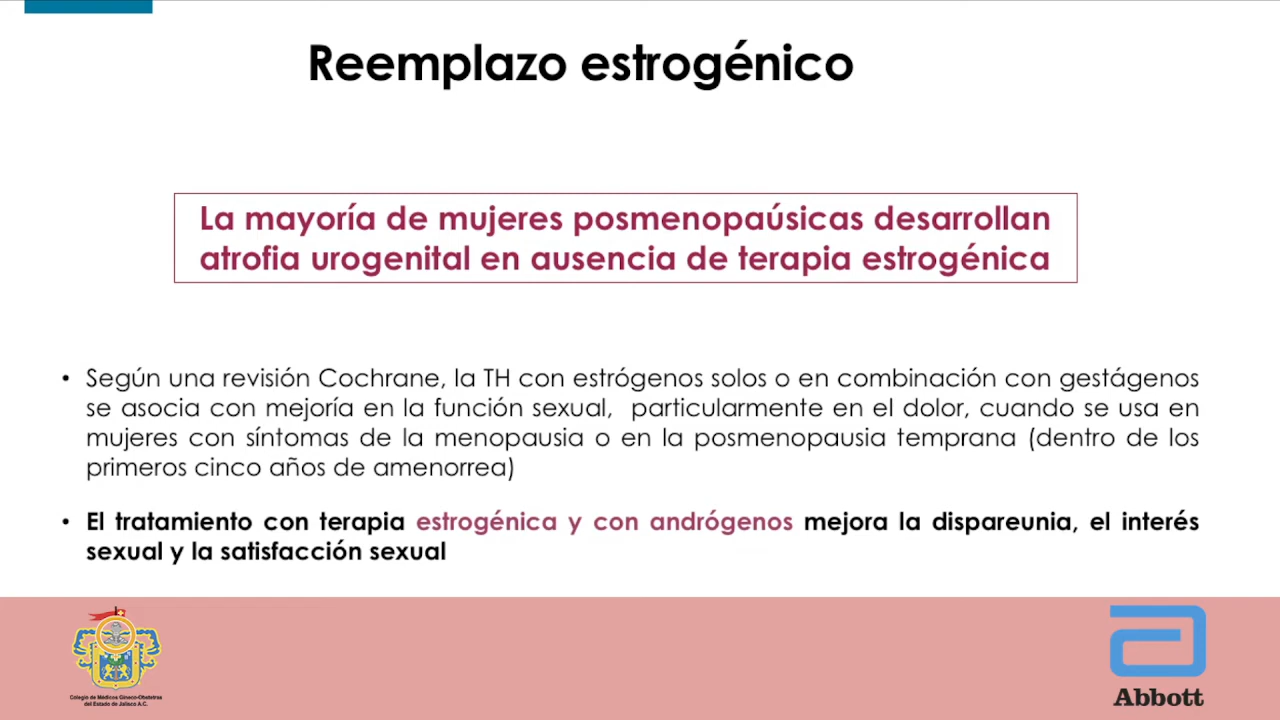 Reemplazo estrogénico
La mayoría de mujeres posmenopaúsicas desarrollan
atrofia urogenital en ausencia de terapia estrogénica
• Según una revisión Cochrane, la TH con estrógenos solos o en combinación con gestágenos
se asocia con mejoría en la función sexual, particularmente en el dolor, cuando se usa en
mujeres con síntomas de la menopausia o en la posmenopausia temprana (dentro de los
primeros cinco años de amenorrea)
• El tratamiento con terapia estrogénica y con andrógenos mejora la dispareunia, el interés
sexual y la satisfacción sexual
Colegio de Médicos Gineco-Obstetras
del Estado de Jalisco A.C.
Abbott